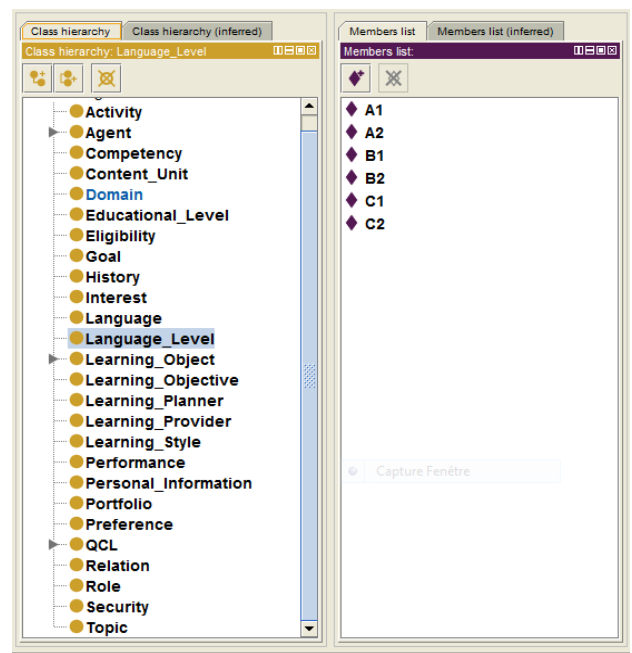 Class hierarchy Class hierarchy (inferred)
Class hierarchy: Language_Level
Activity
Agent
Competency
Content_Unit
Domain
Educational_Level
Eligibility
Goal
History
Interest
Language
Language_Level
Learning_Object
Learning_Objective
Learning_Planner
Learning_Provider
Learning_Style
Performance
Personal_Information
Portfolio
Preference
QCL
Relation
Role
Security
Topic
Members list Members list (inferred)
Members list:
A1
A2
B1
B2
C1
C2
Capture Fenêtre